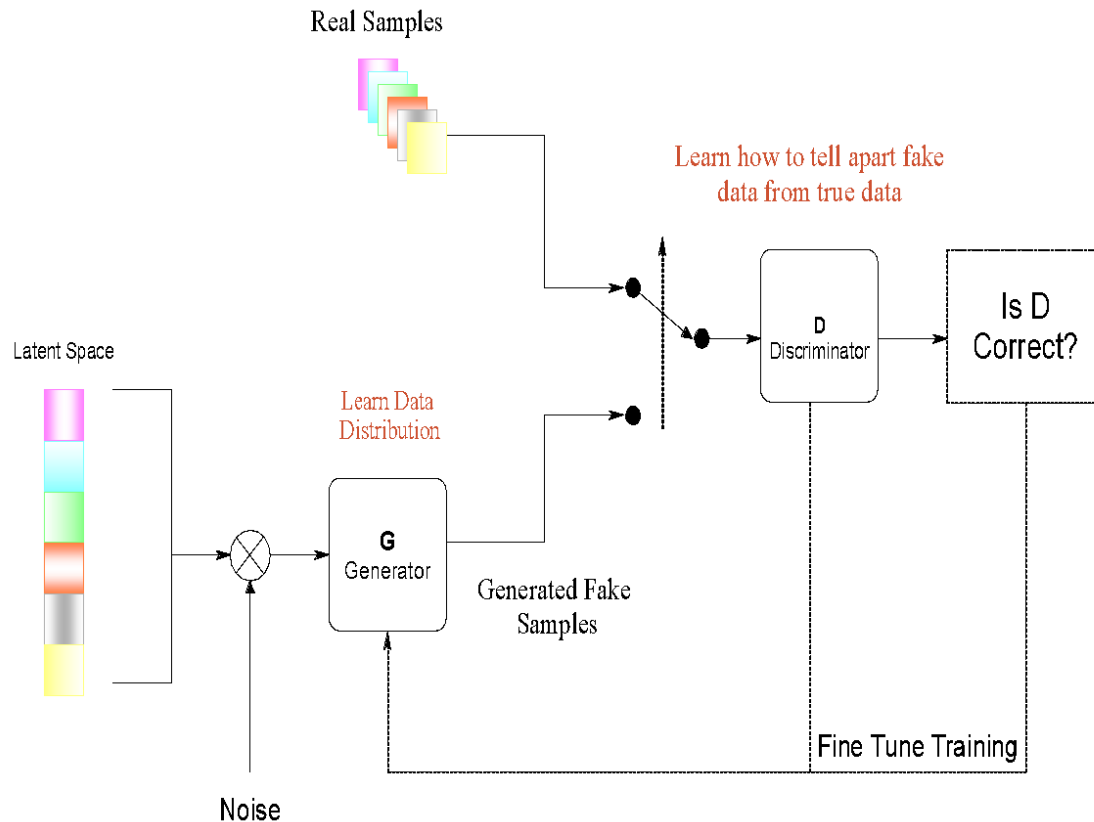 Real Samples
Learn how to tell apart fake
data from true data
Is D
Correct?
D
Discriminator
Latent Space
Learn Data
Distribution
G
Generator
Generated Fake
Samples
Fine Tune Training
Noise